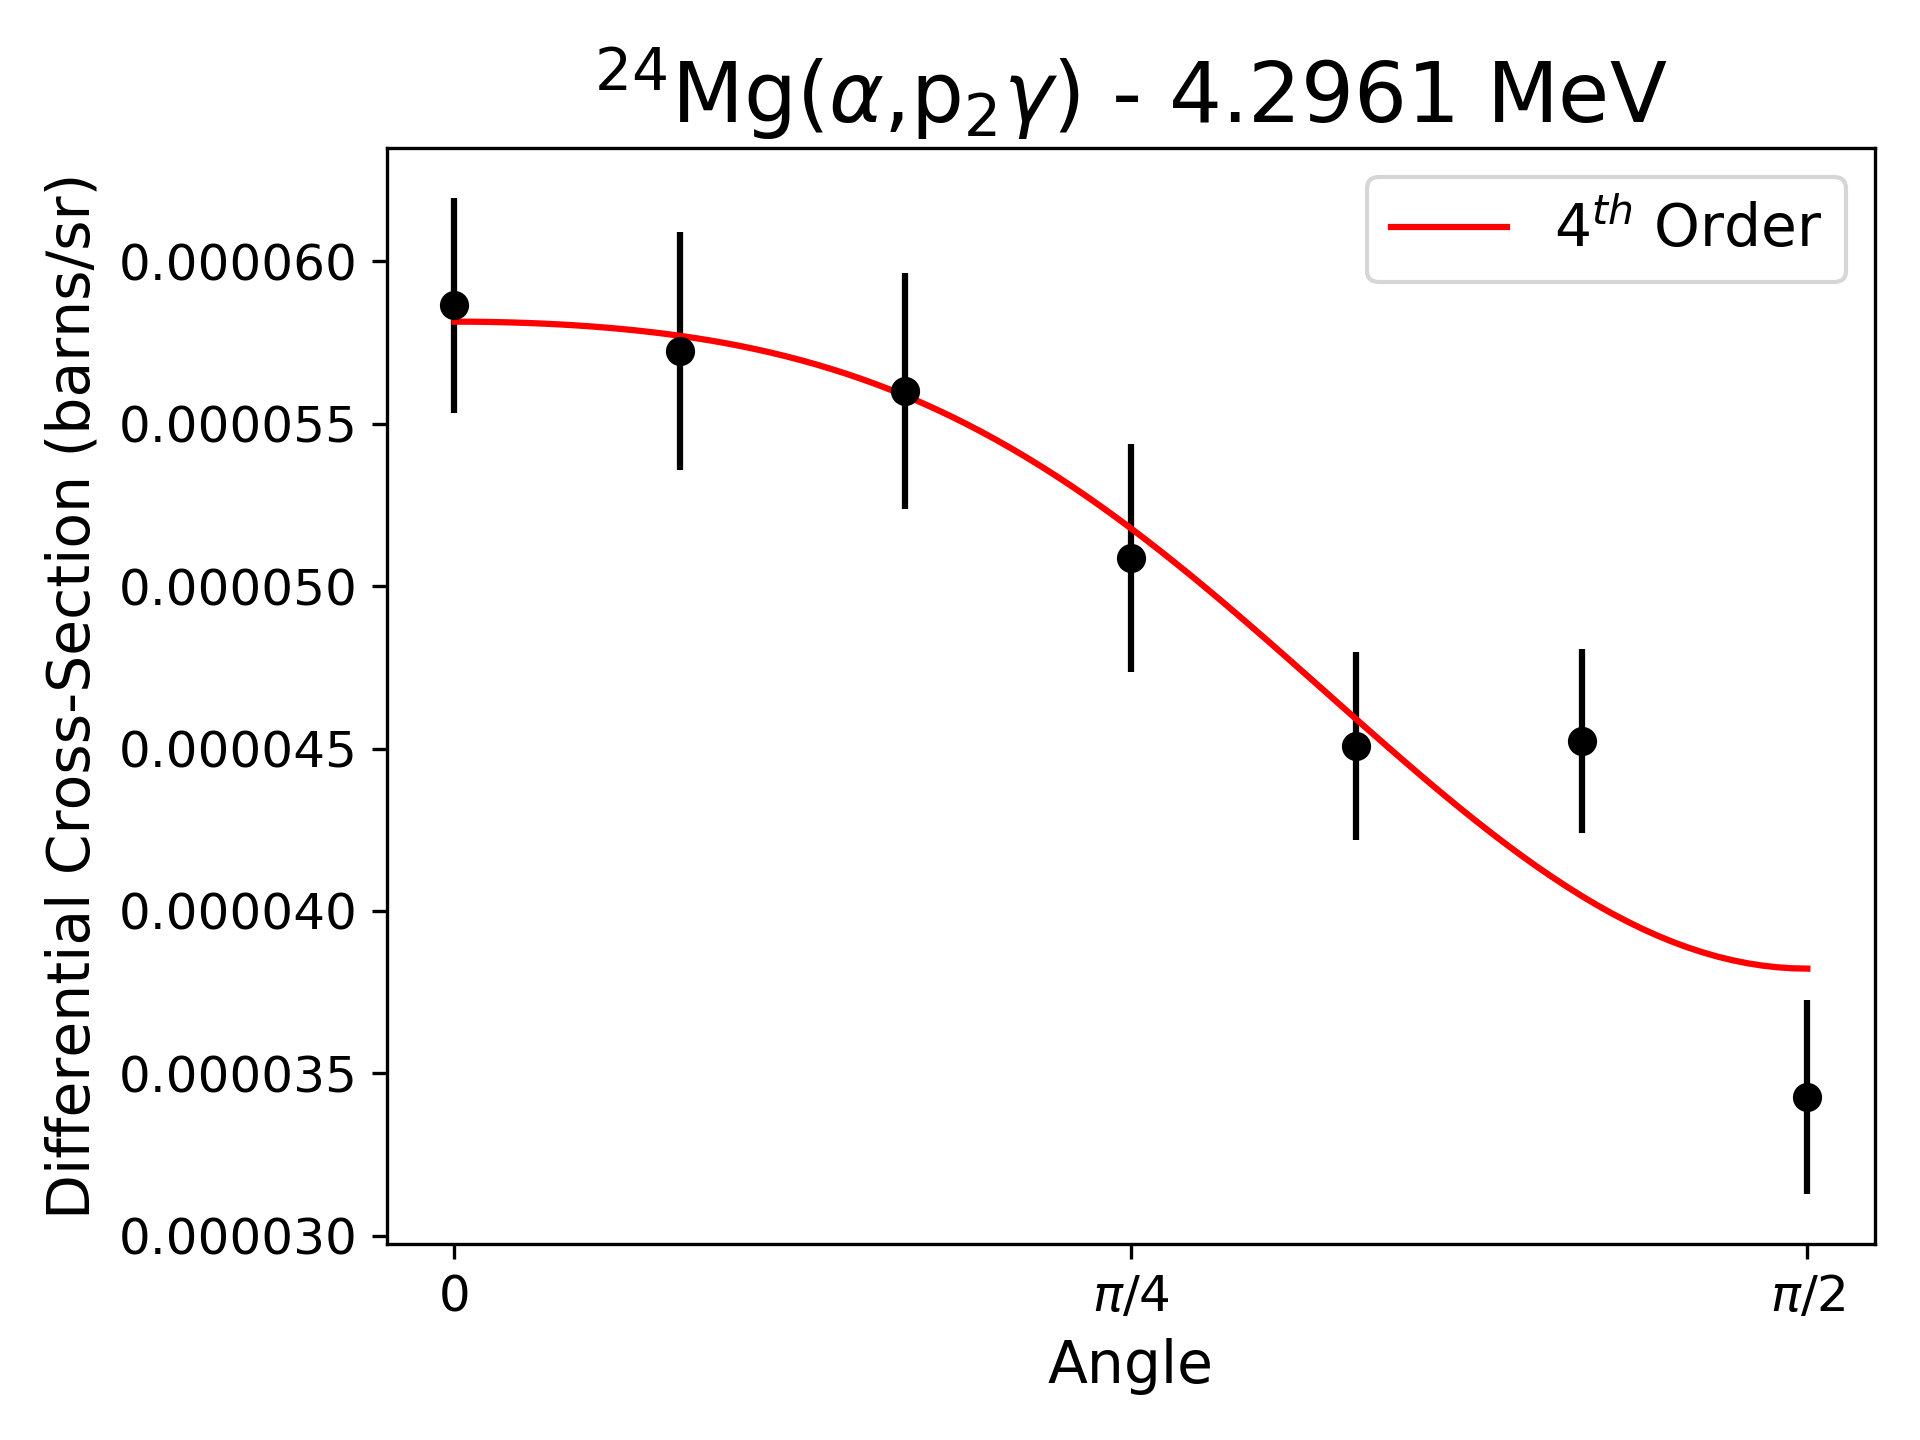 ²⁴Mg(α,p₂γ) - 4.2961 MeV
4ᵗʰ Order
Differential Cross-Section (barns/sr)
0.000060
0.000055
0.000050
0.000045
0.000040
0.000035
0.000030
0 π/4 π/2
Angle